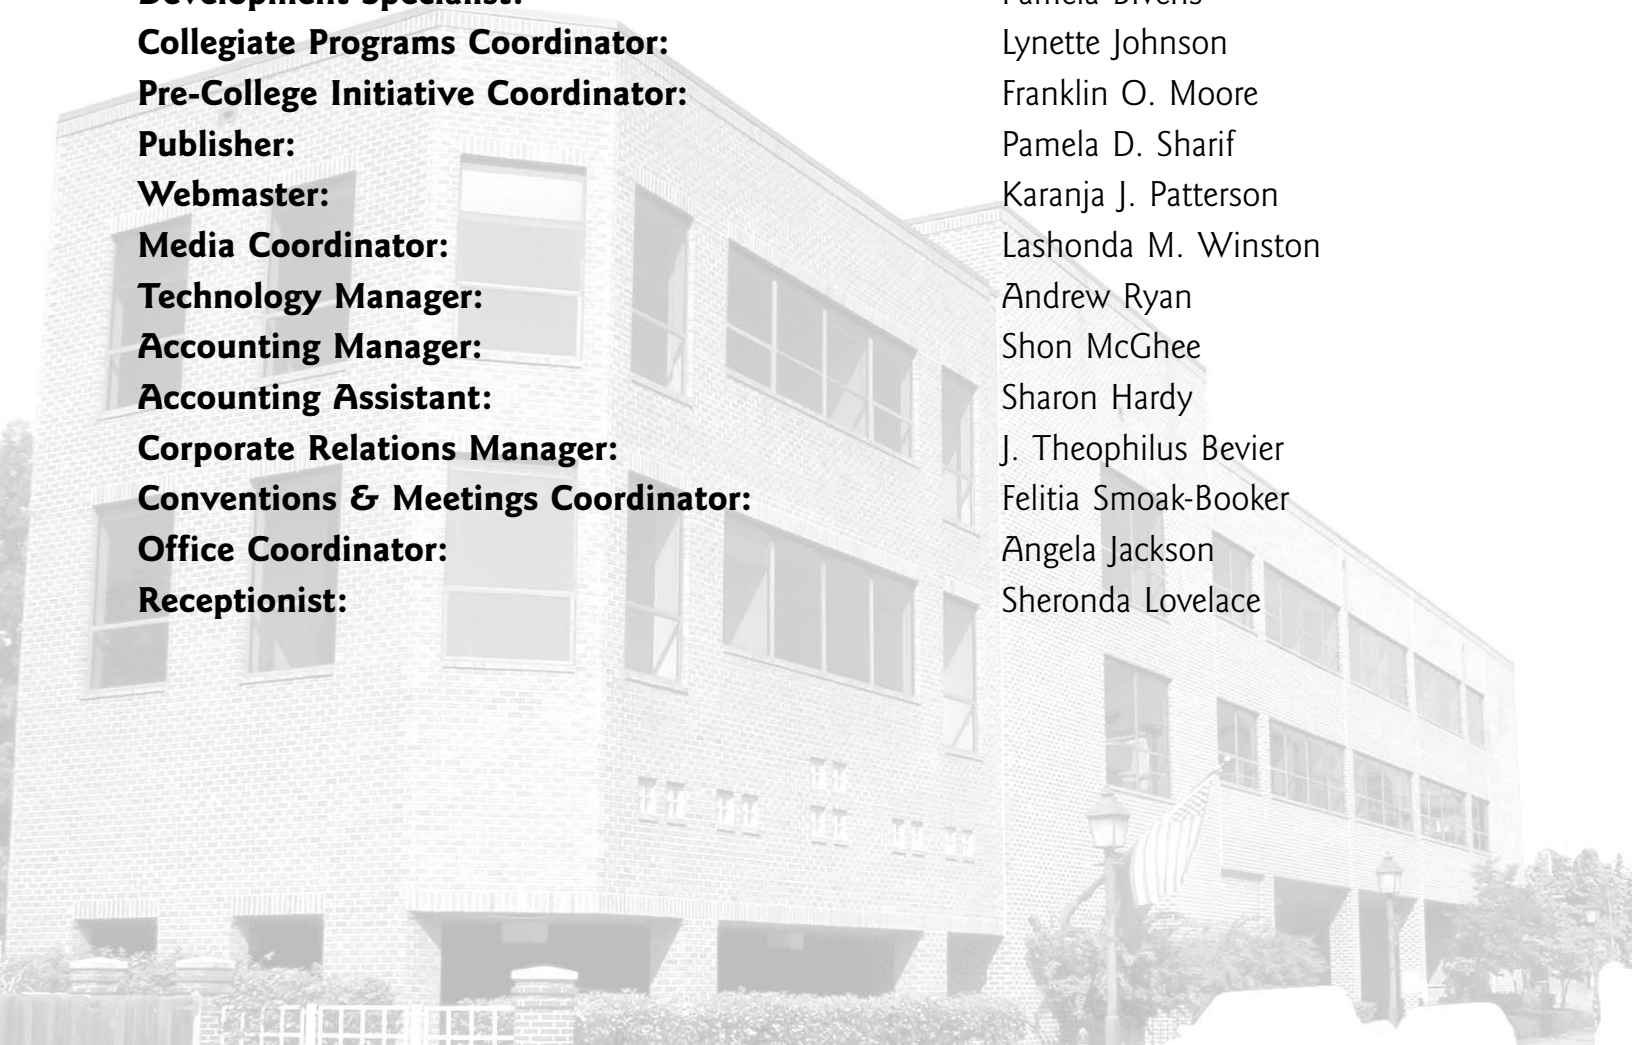 Development Specialist:
Collegiate Programs Coordinator: Lynette Johnson
Pre-College Initiative Coordinator: Franklin O. Moore
Publisher: Pamela D. Sharif
Webmaster: Karanja J. Patterson
Media Coordinator: Lashonda M. Winston
Technology Manager: Andrew Ryan
Accounting Manager: Shon McGhee
Accounting Assistant: Sharon Hardy
Corporate Relations Manager: J. Theophilus Bevier
Conventions & Meetings Coordinator: Felitia Smoak-Booker
Office Coordinator: Angela Jackson
Receptionist: Sheronda Lovelace